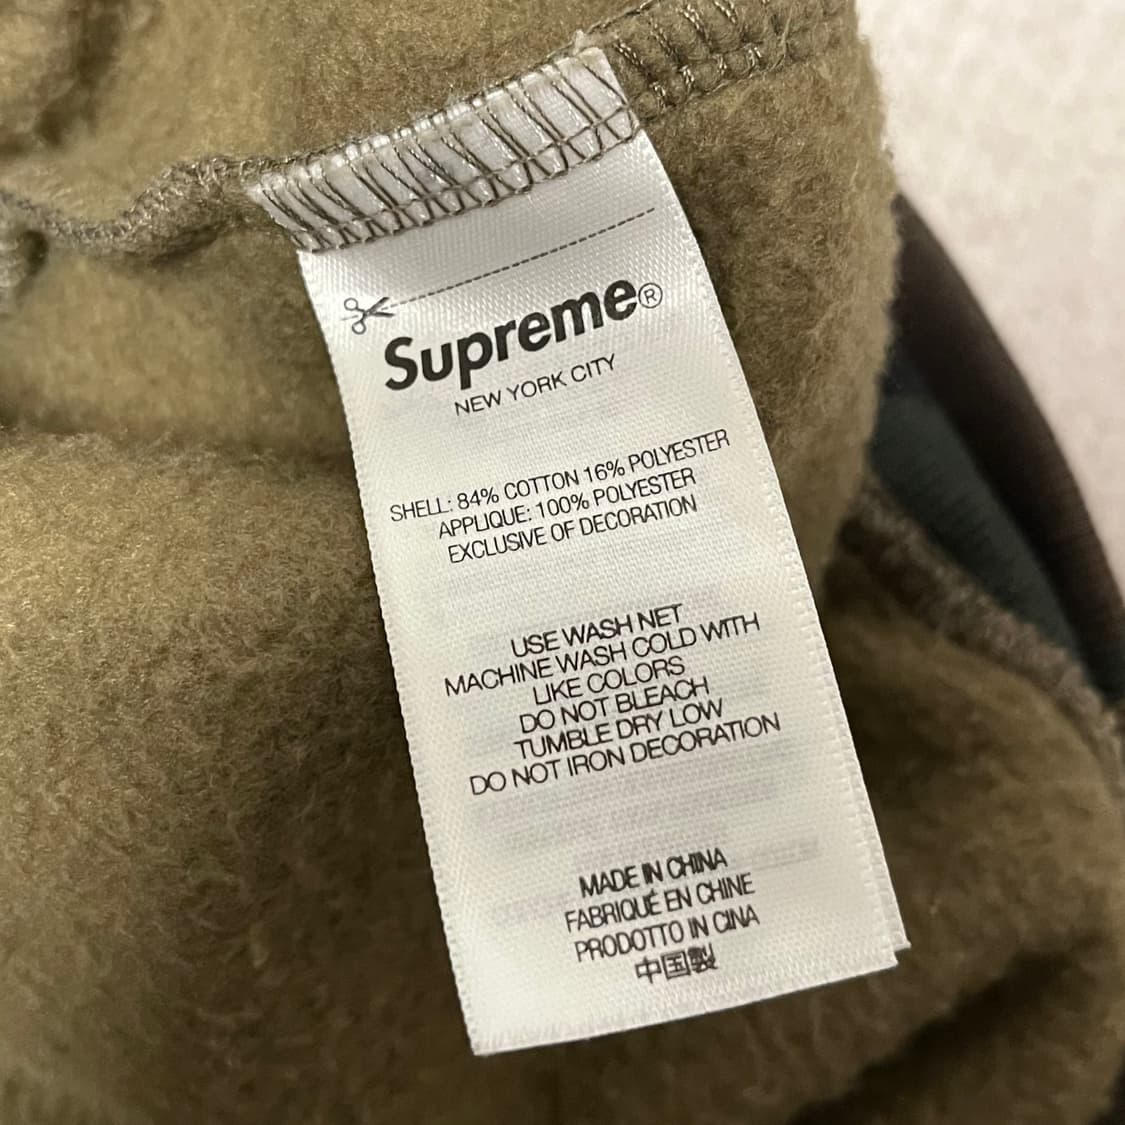 Supreme®
NEW YORK CITY
SHELL: 84% COTTON 16% POLYESTER
APPLIQUE: 100% POLYESTER
EXCLUSIVE OF DECORATION
USE WASH NET
MACHINE WASH COLD WITH
LIKE COLORS
DO NOT BLEACH
TUMBLE DRY LOW
DO NOT IRON DECORATION
MADE IN CHINA
FABRIQUÉ EN CHINE
PRODOTTO IN CINA
中国製